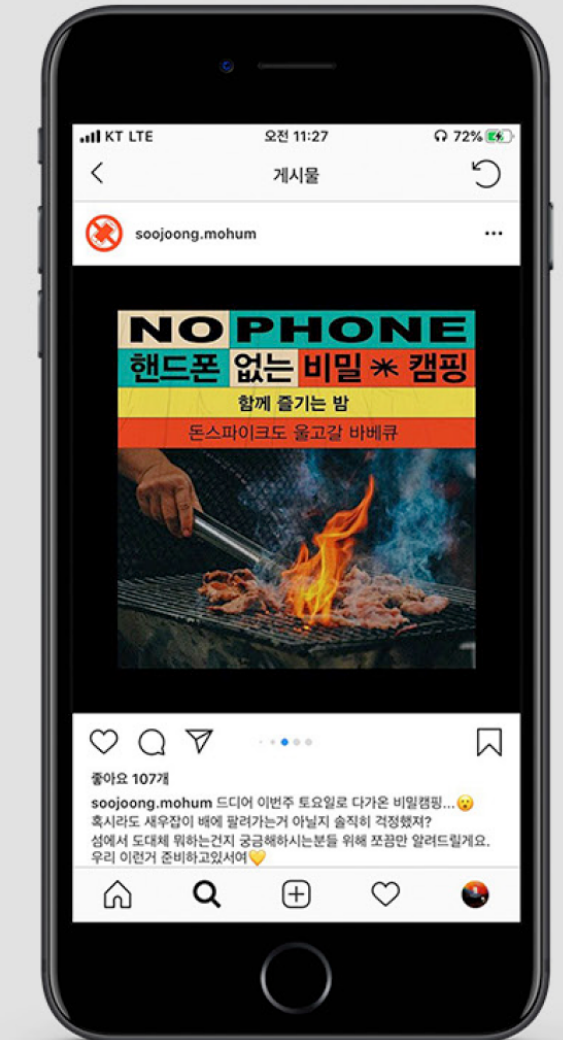 KT LTE 오전 11:27 72%
게시물
soojoong.mohum
NO PHONE
핸드폰 없는 비밀 캠핑
함께 즐기는 밤
돈스파이크도 울고갈 바베큐
좋아요 107개
soojoong.mohum 드디어 이번주 토요일로 다가온 비밀캠핑...😮
혹시라도 새우잡이 배에 팔려가는거 아닐지 솔직히 걱정했져?
섬에서 도대체 뭐하는건지 궁금해하시는분들 위해 쪼끔만 알려드릴게요.
우리 이런거 준비하고있서여💛